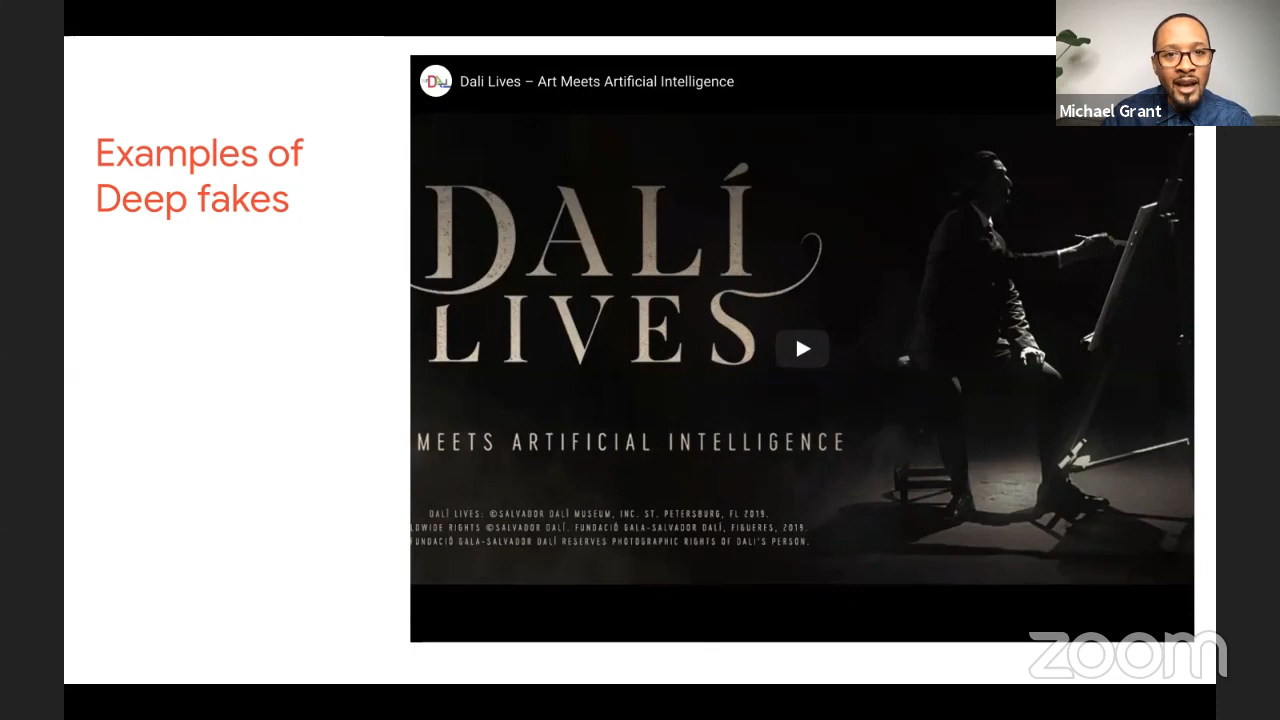 Examples of
Deep fakes
DALÍ
Dali Lives – Art Meets Artificial Intelligence
DALÍ
LIVES
MEETS ARTIFICIAL INTELLIGENCE
DALÍ LIVES: ©SALVADOR DALÍ MUSEUM, INC. ST. PETERSBURG, FL 2019.
LDWIDE RIGHTS ©SALVADOR DALÍ. FUNDACIÓ GALA-SALVADOR DALÍ, FIGUERES, 2019.
FUNDACIÓ GALA-SALVADOR DALÍ RESERVES PHOTOGRAPHIC RIGHTS OF DALI'S PERSON.
Michael Grant
zoom